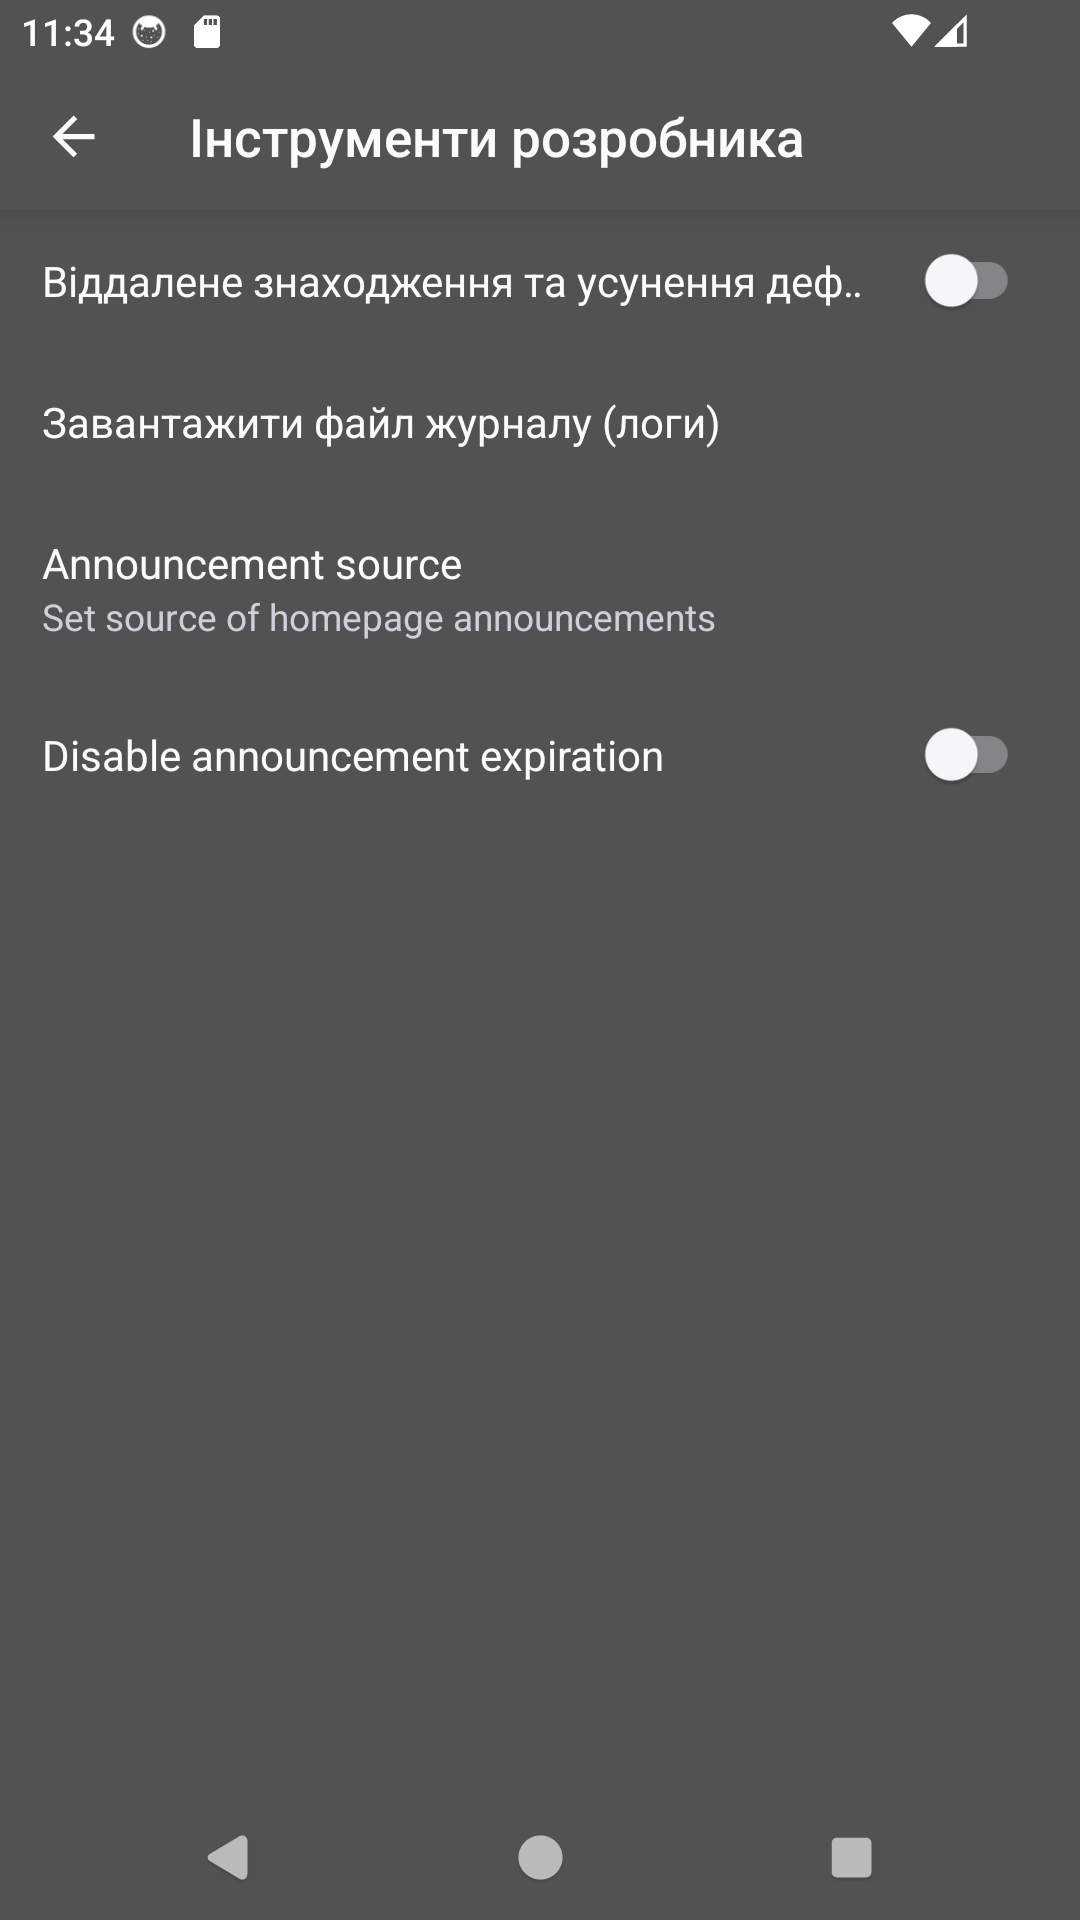 11:34
Інструменти розробника
Віддалене знаходження та усунення деф..
Завантажити файл журналу (логи)
Announcement source
Set source of homepage announcements
Disable announcement expiration